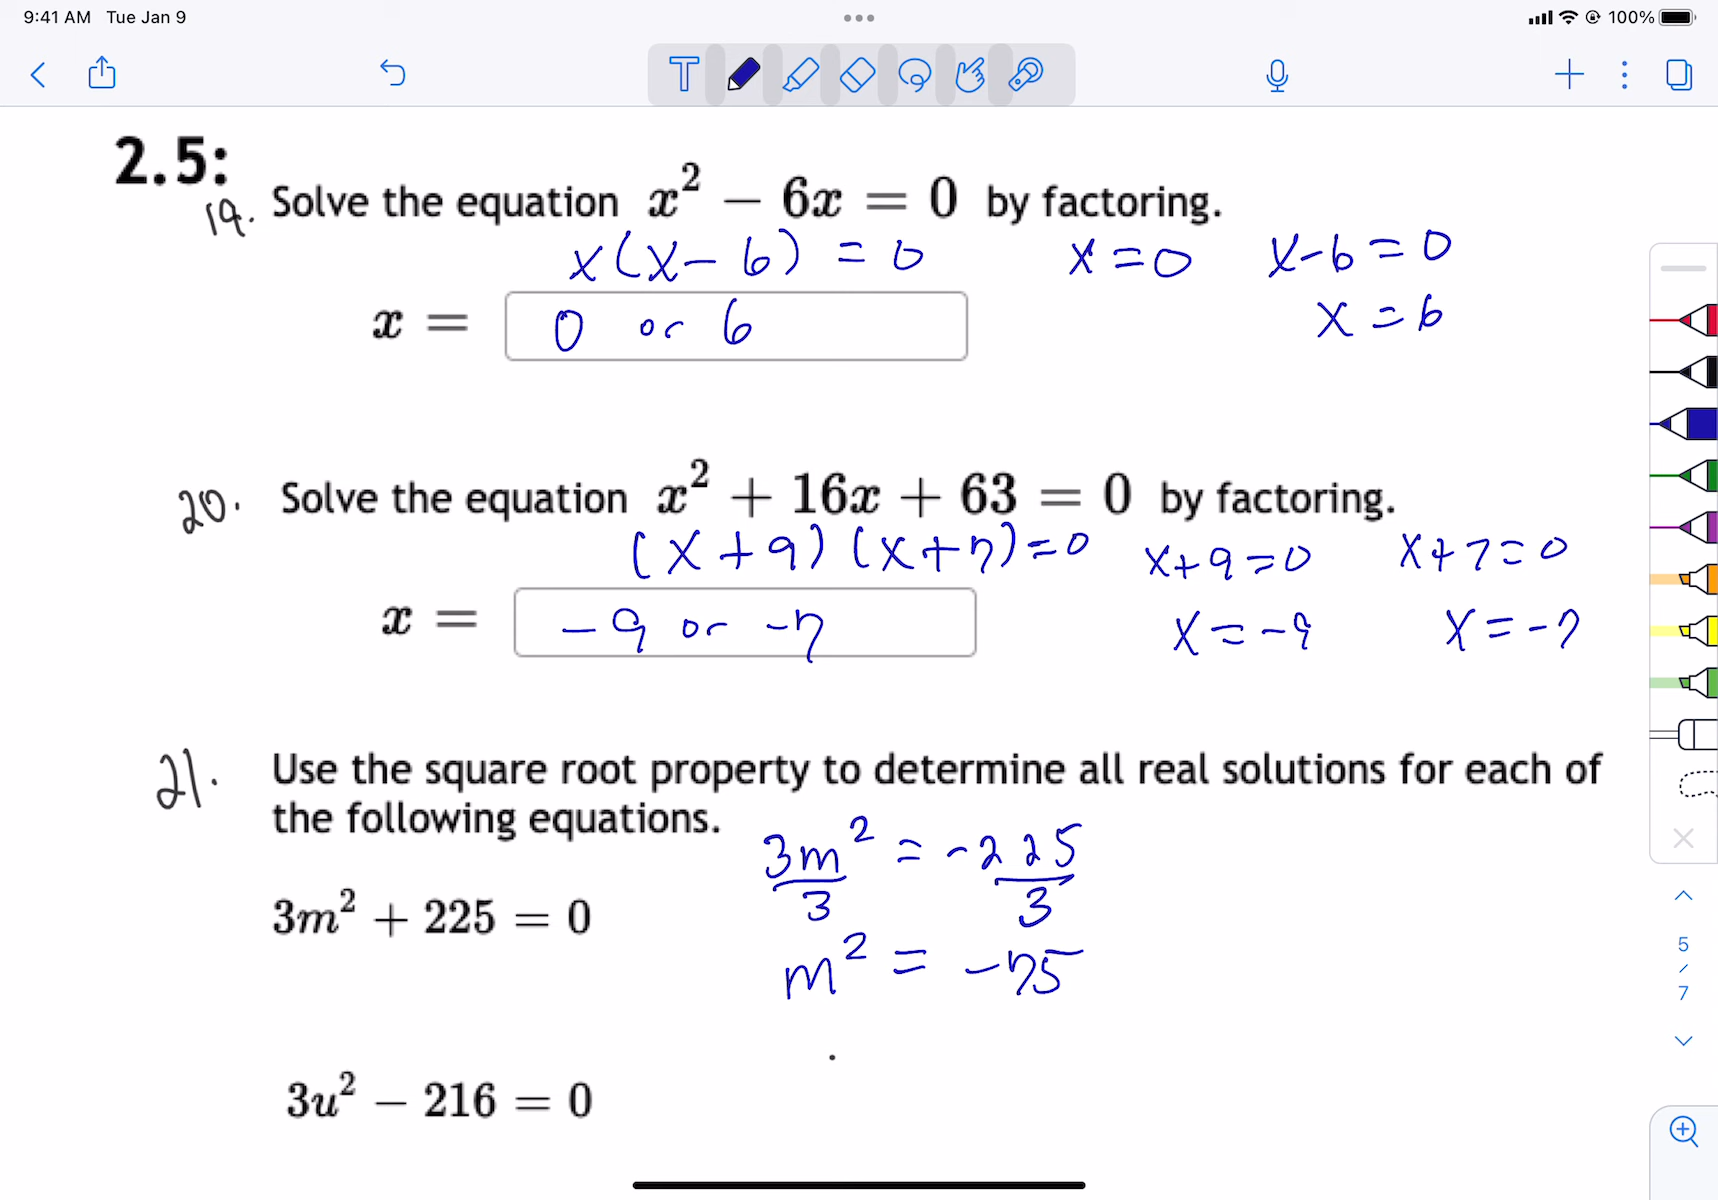 9:41 AM Tue Jan 9
100%
2.5:
19. Solve the equation x² − 6x = 0 by factoring.
x(x − 6) = 0 x = 0 x − 6 = 0
x = 0 or 6 x = 6
20. Solve the equation x² + 16x + 63 = 0 by factoring.
(x + 9)(x + 7) = 0 x + 9 = 0 x + 7 = 0
x = −9 or −7 x = −9 x = −7
21. Use the square root property to determine all real solutions for each of
the following equations.
3m² = −225
3 3
3m² + 225 = 0
m² = −75
3u² − 216 = 0
5
/
7